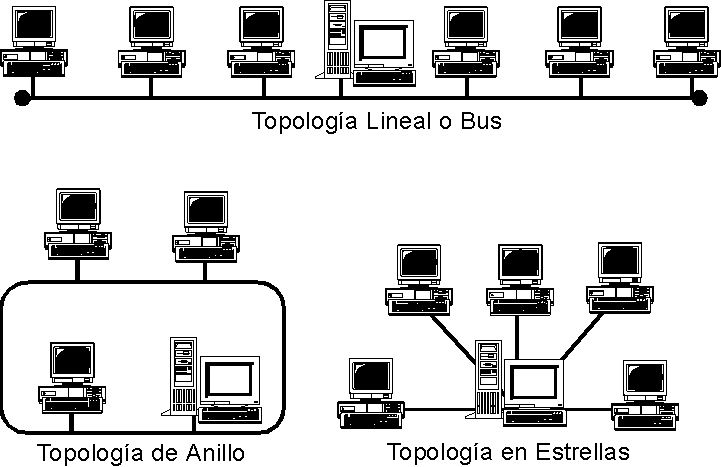 Topología Lineal o Bus
Topología de Anillo
Topología en Estrellas